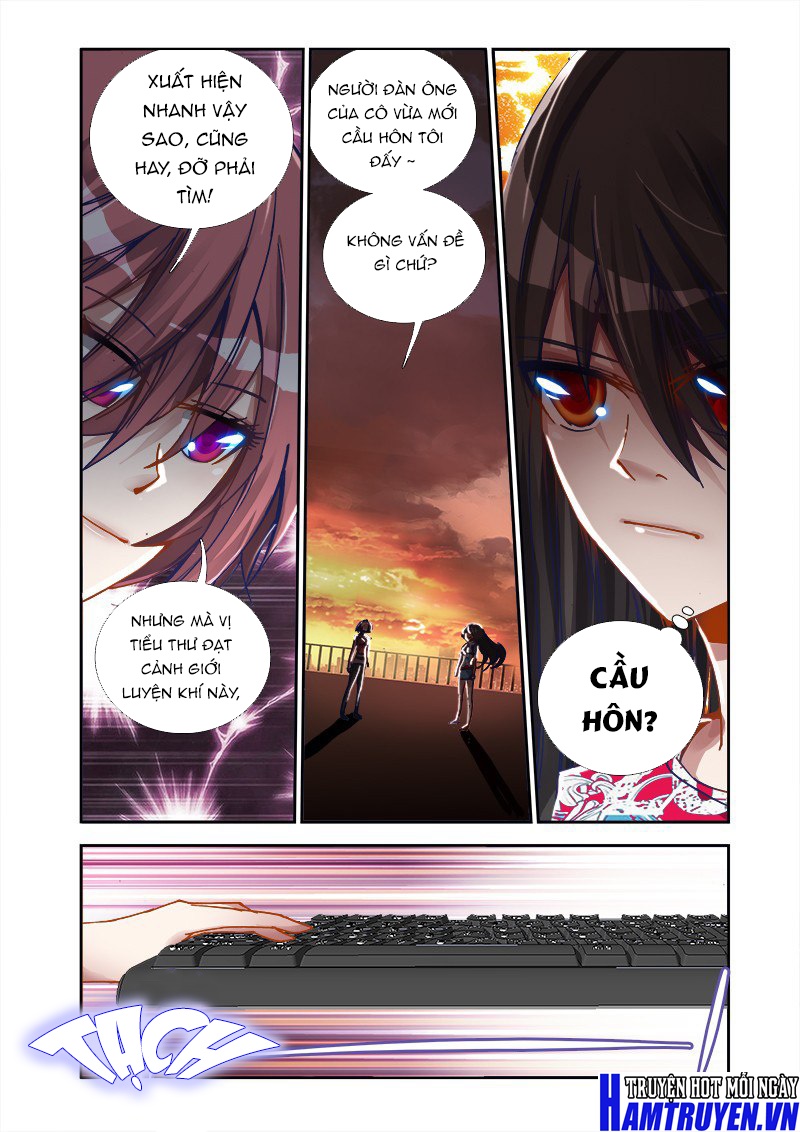 XUẤT HIỆN
NHANH VẬY
SAO, CŨNG
HAY, ĐỠ PHẢI
TÌM!
NGƯỜI ĐÀN ÔNG
CỦA CÔ VỪA MỚI
CẦU HÔN TÔI
ĐẤY ~
KHÔNG VẤN ĐỀ
GÌ CHỨ?
NHƯNG MÀ VỊ
TIỂU THƯ ĐẠT
CẢNH GIỚI
LUYỆN KHÍ NÀY,
CẦU
HÔN?
TẠCH
TRUYỆN HOT MỖI NGÀY
HAMTRUYEN.VN